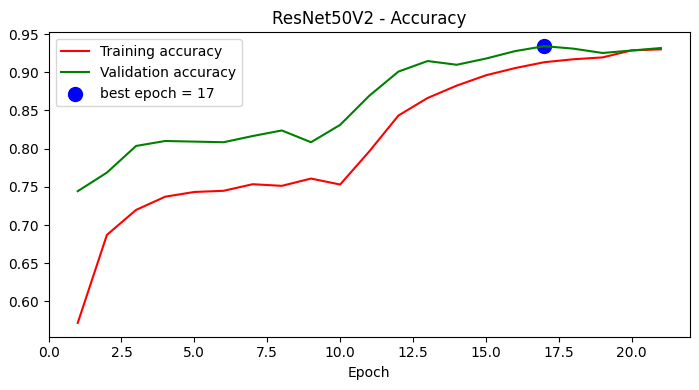 ResNet50V2 - Accuracy
Training accuracy
Validation accuracy
best epoch = 17
0.95
0.90
0.85
0.80
0.75
0.70
0.65
0.60
0.0 2.5 5.0 7.5 10.0 12.5 15.0 17.5 20.0
Epoch